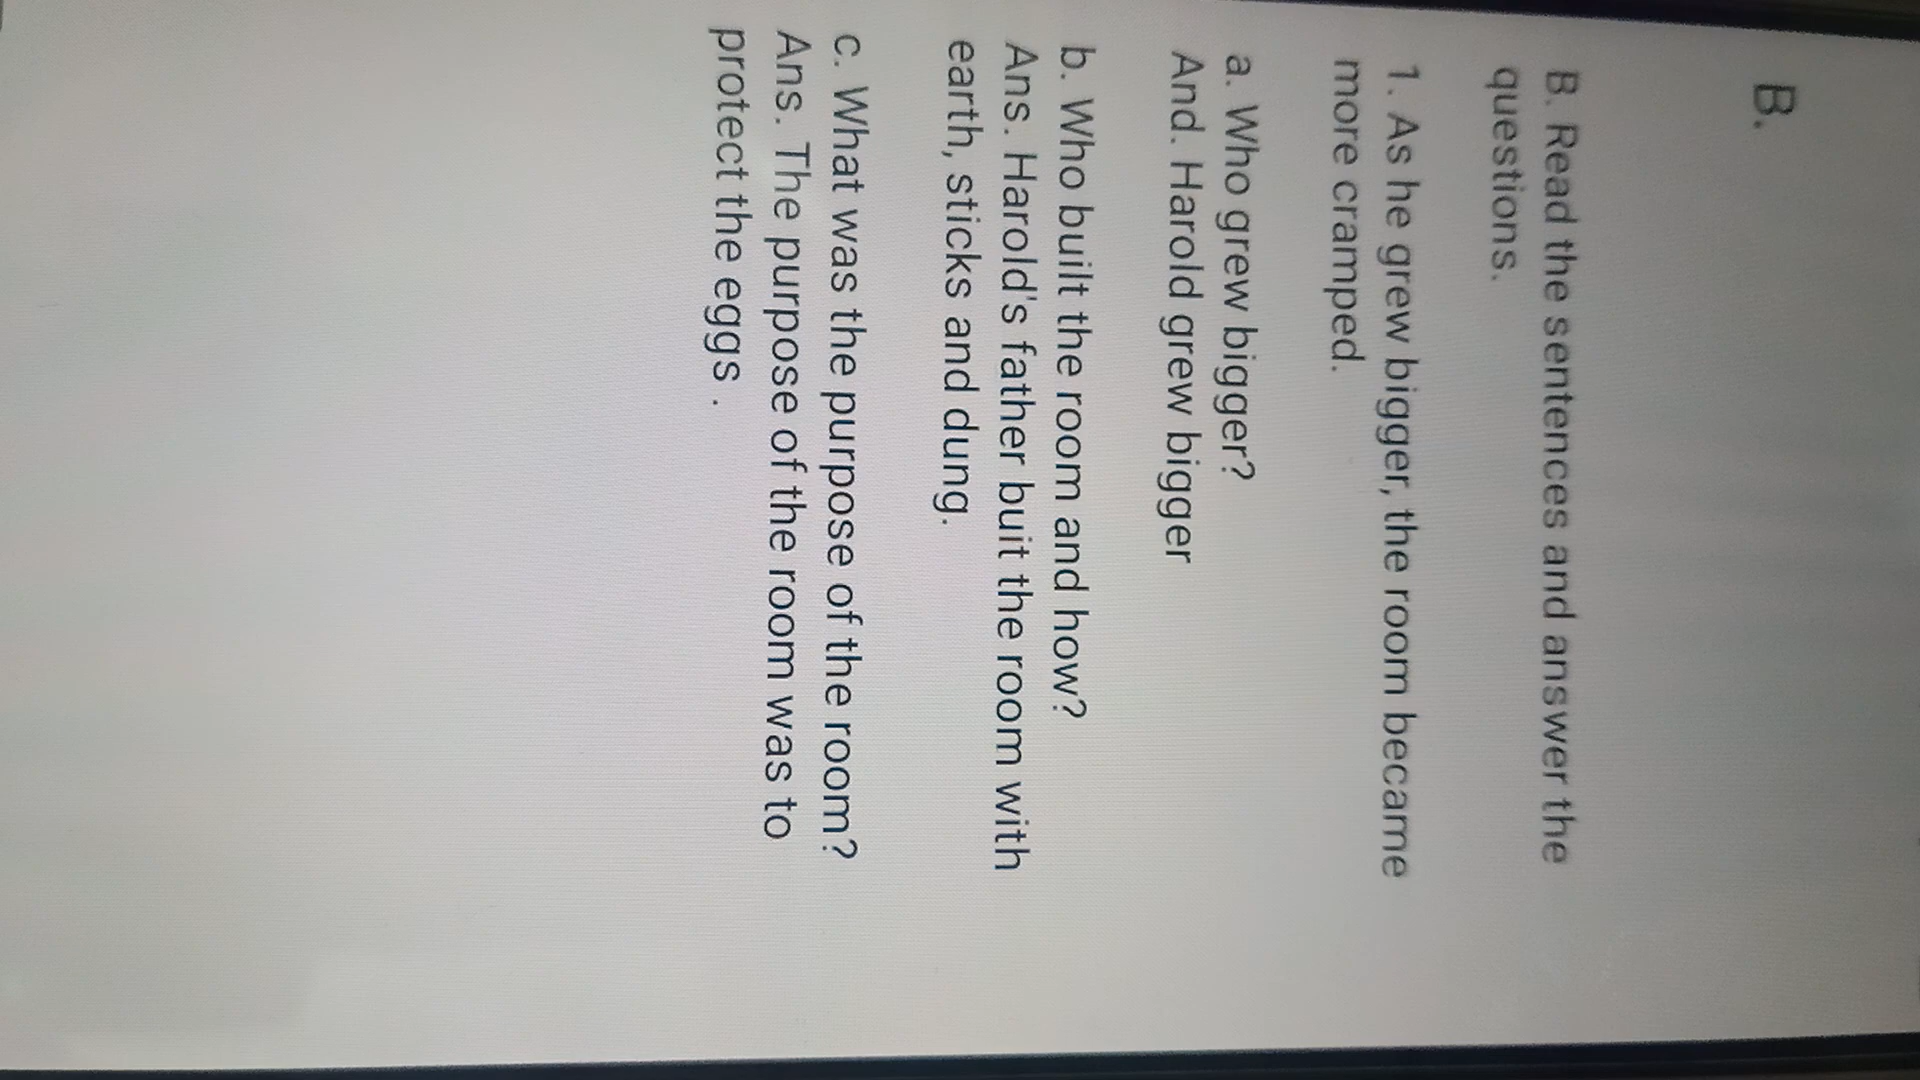 B.
B. Read the sentences and answer the
questions.
1. As he grew bigger, the room became
more cramped.
a. Who grew bigger?
And. Harold grew bigger
b. Who built the room and how?
Ans. Harold's father buit the room with
earth, sticks and dung.
c. What was the purpose of the room?
Ans. The purpose of the room was to
protect the eggs .